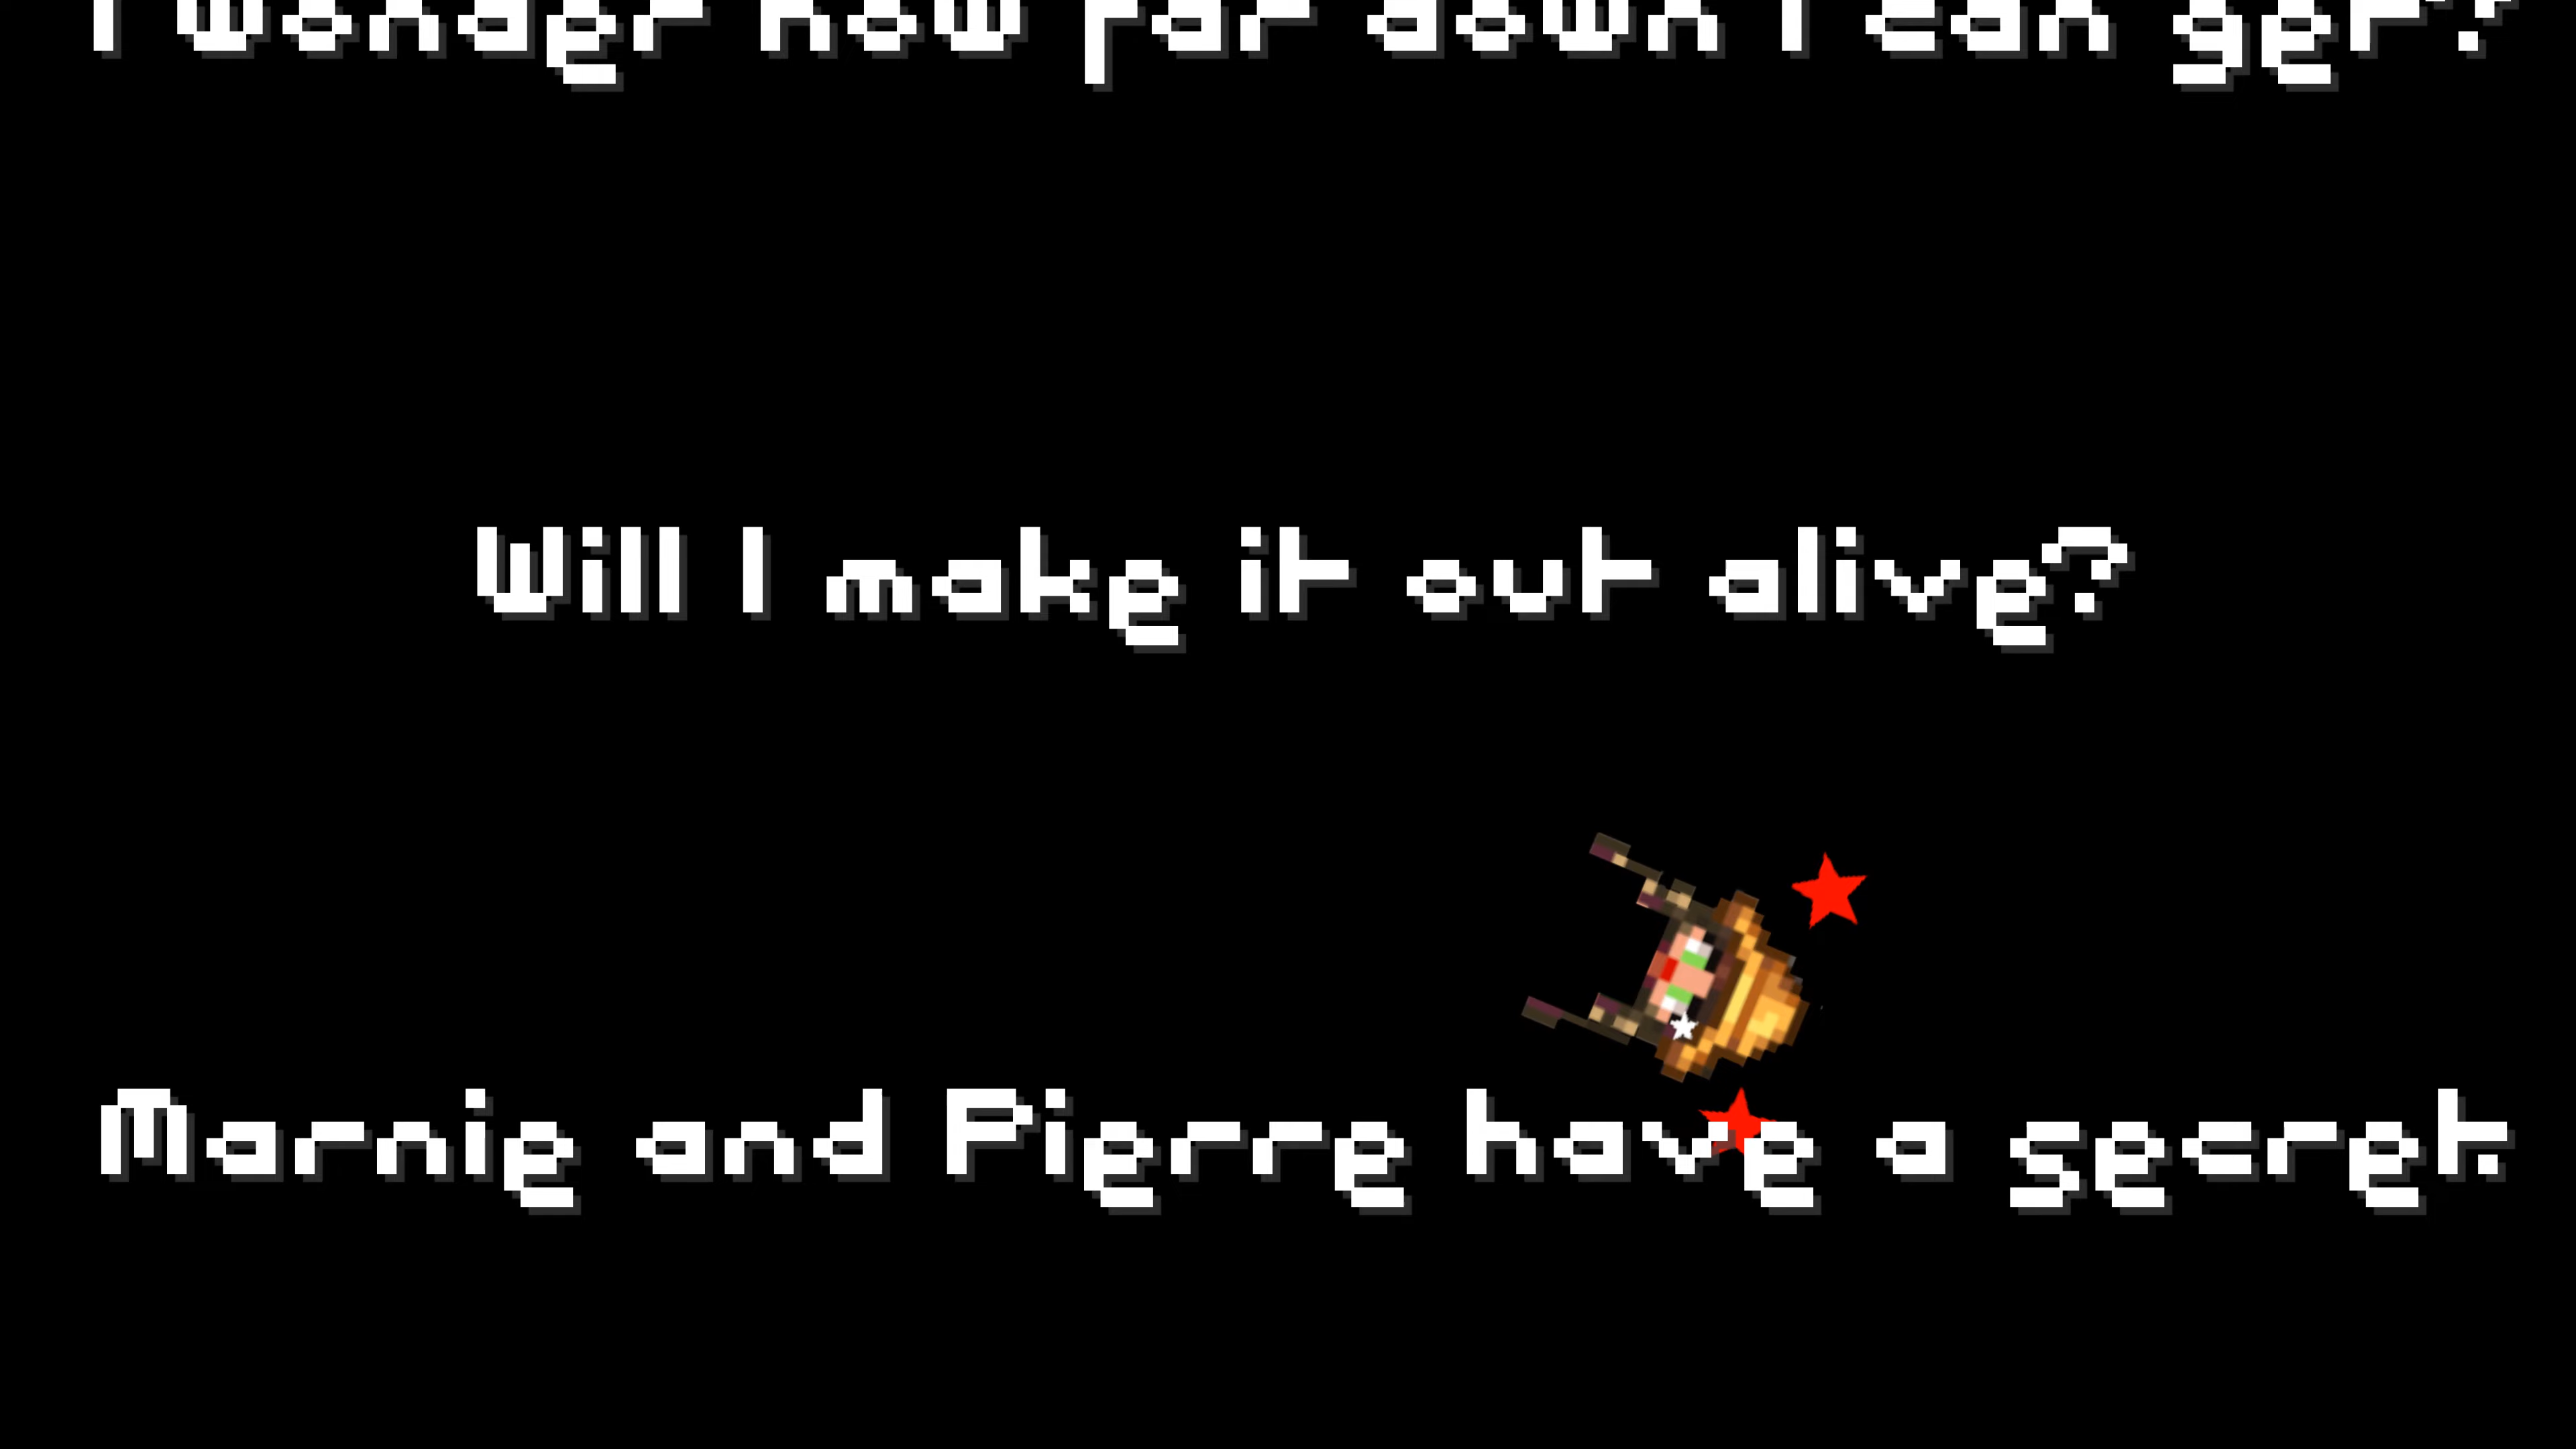 I wonder how far down I can get?
Will I make it out alive?
Marnie and Pierre have a secret.